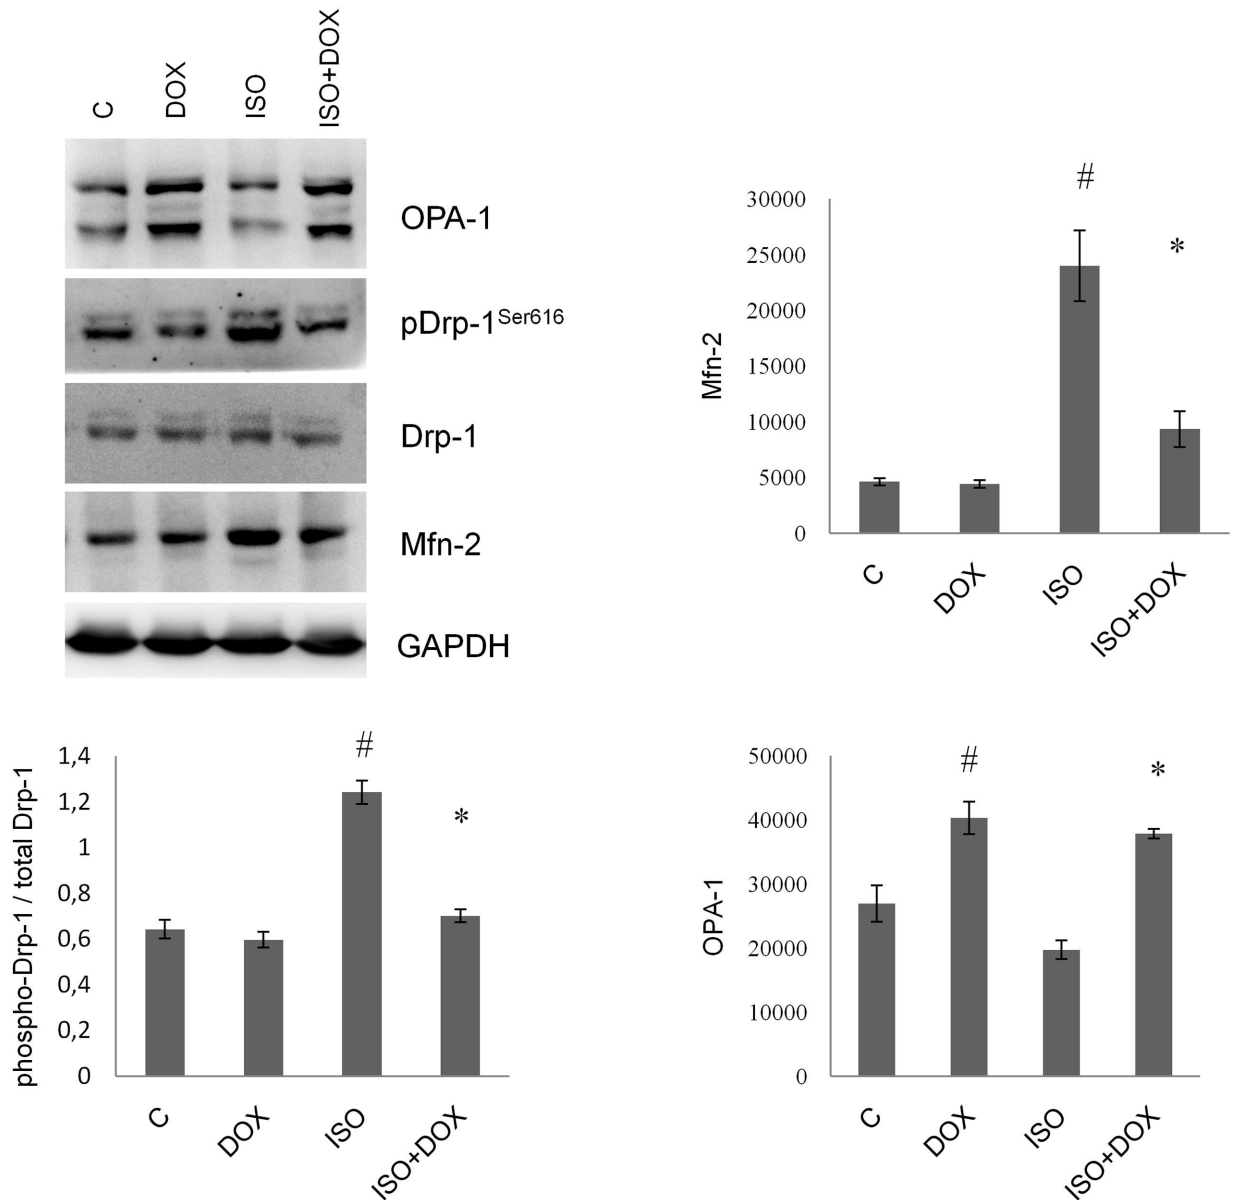 C
DOX
ISO
ISO+DOX
OPA-1
pDrp-1Ser616
Drp-1
Mfn-2
GAPDH
Mfn-2
30000
25000
20000
15000
10000
5000
0
#
*
C
DOX
ISO
ISO+DOX
phospho-Drp-1 / total Drp-1
1,4
1,2
1
0,8
0,6
0,4
0,2
0
#
*
C
DOX
ISO
ISO+DOX
OPA-1
50000
40000
30000
20000
10000
0
#
*
C
DOX
ISO
ISO+DOX